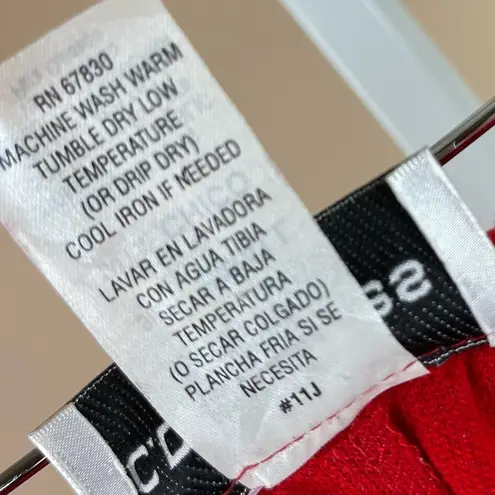 RN 67830
MACHINE WASH WARM
TUMBLE DRY LOW
TEMPERATURE
(OR DRIP DRY)
COOL IRON IF NEEDED
LAVAR EN LAVADORA
CON AGUA TIBIA
SECAR A BAJA
TEMPERATURA
(O SECAR COLGADO)
PLANCHA FRIA SI SE
NECESITA
#11J